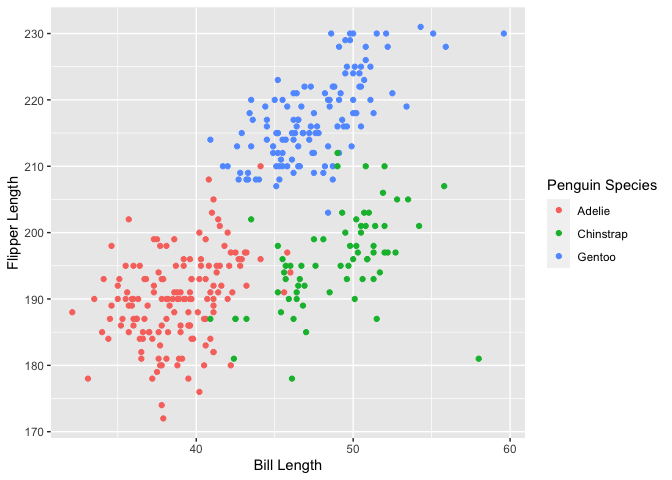 230
220
210
200
190
180
170
40
50
60
Bill Length
Flipper Length
Penguin Species
Adelie
Chinstrap
Gentoo